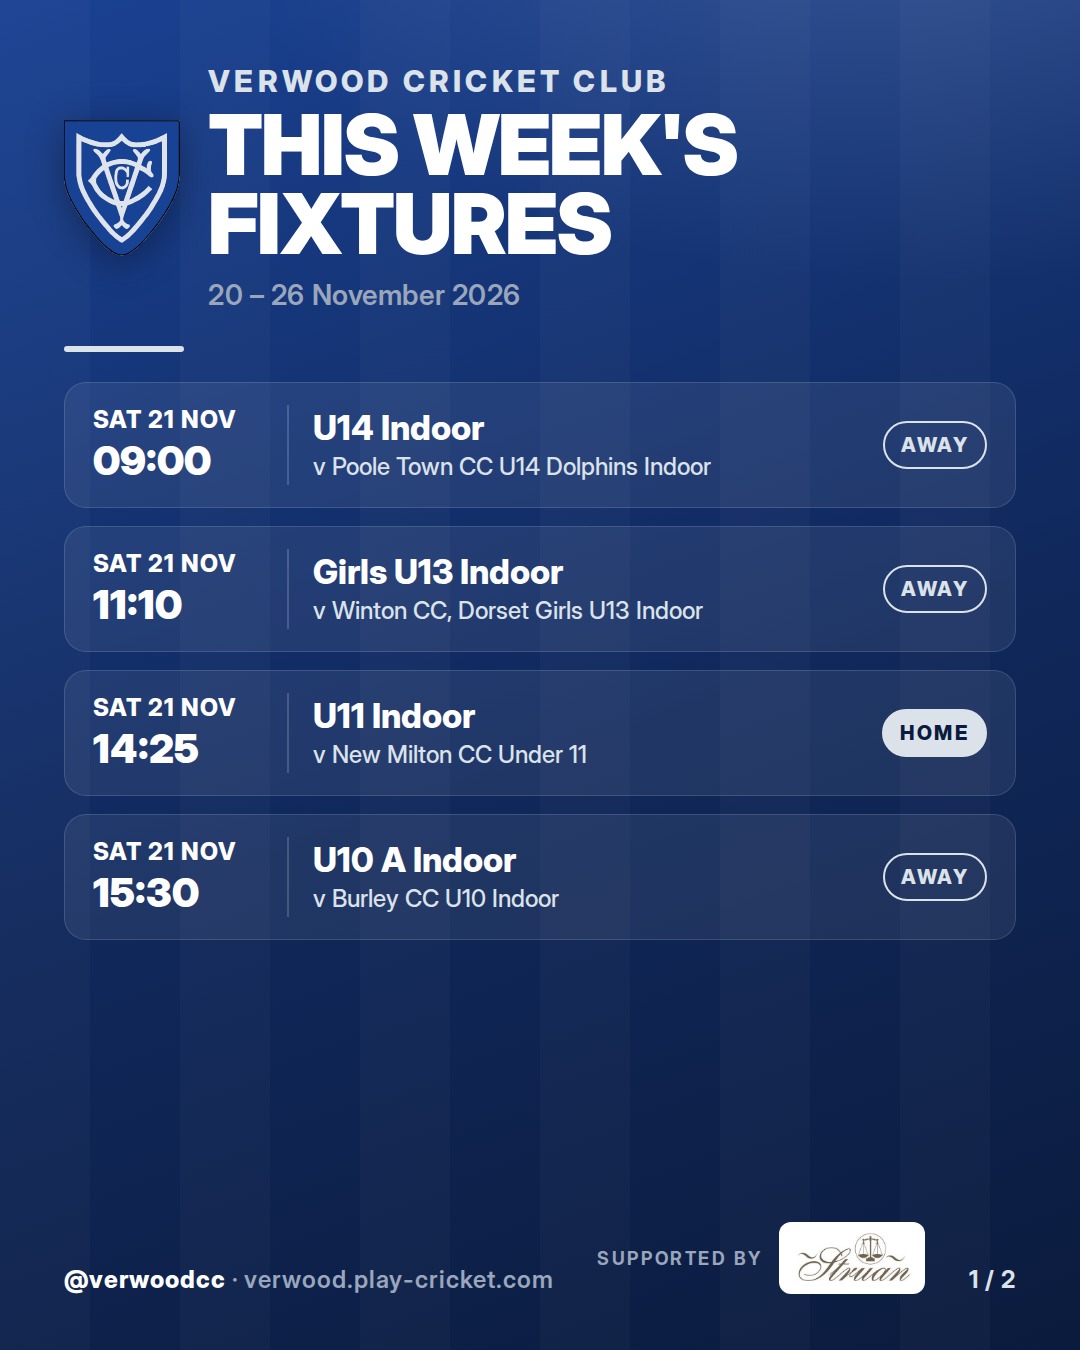 VERWOOD CRICKET CLUB
THIS WEEK'S
FIXTURES
20 – 26 November 2026
SAT 21 NOV
09:00
U14 Indoor
v Poole Town CC U14 Dolphins Indoor
AWAY
SAT 21 NOV
11:10
Girls U13 Indoor
v Winton CC, Dorset Girls U13 Indoor
AWAY
SAT 21 NOV
14:25
U11 Indoor
v New Milton CC Under 11
HOME
SAT 21 NOV
15:30
U10 A Indoor
v Burley CC U10 Indoor
AWAY
@verwoodcc · verwood.play-cricket.com
SUPPORTED BY
Struan
1 / 2